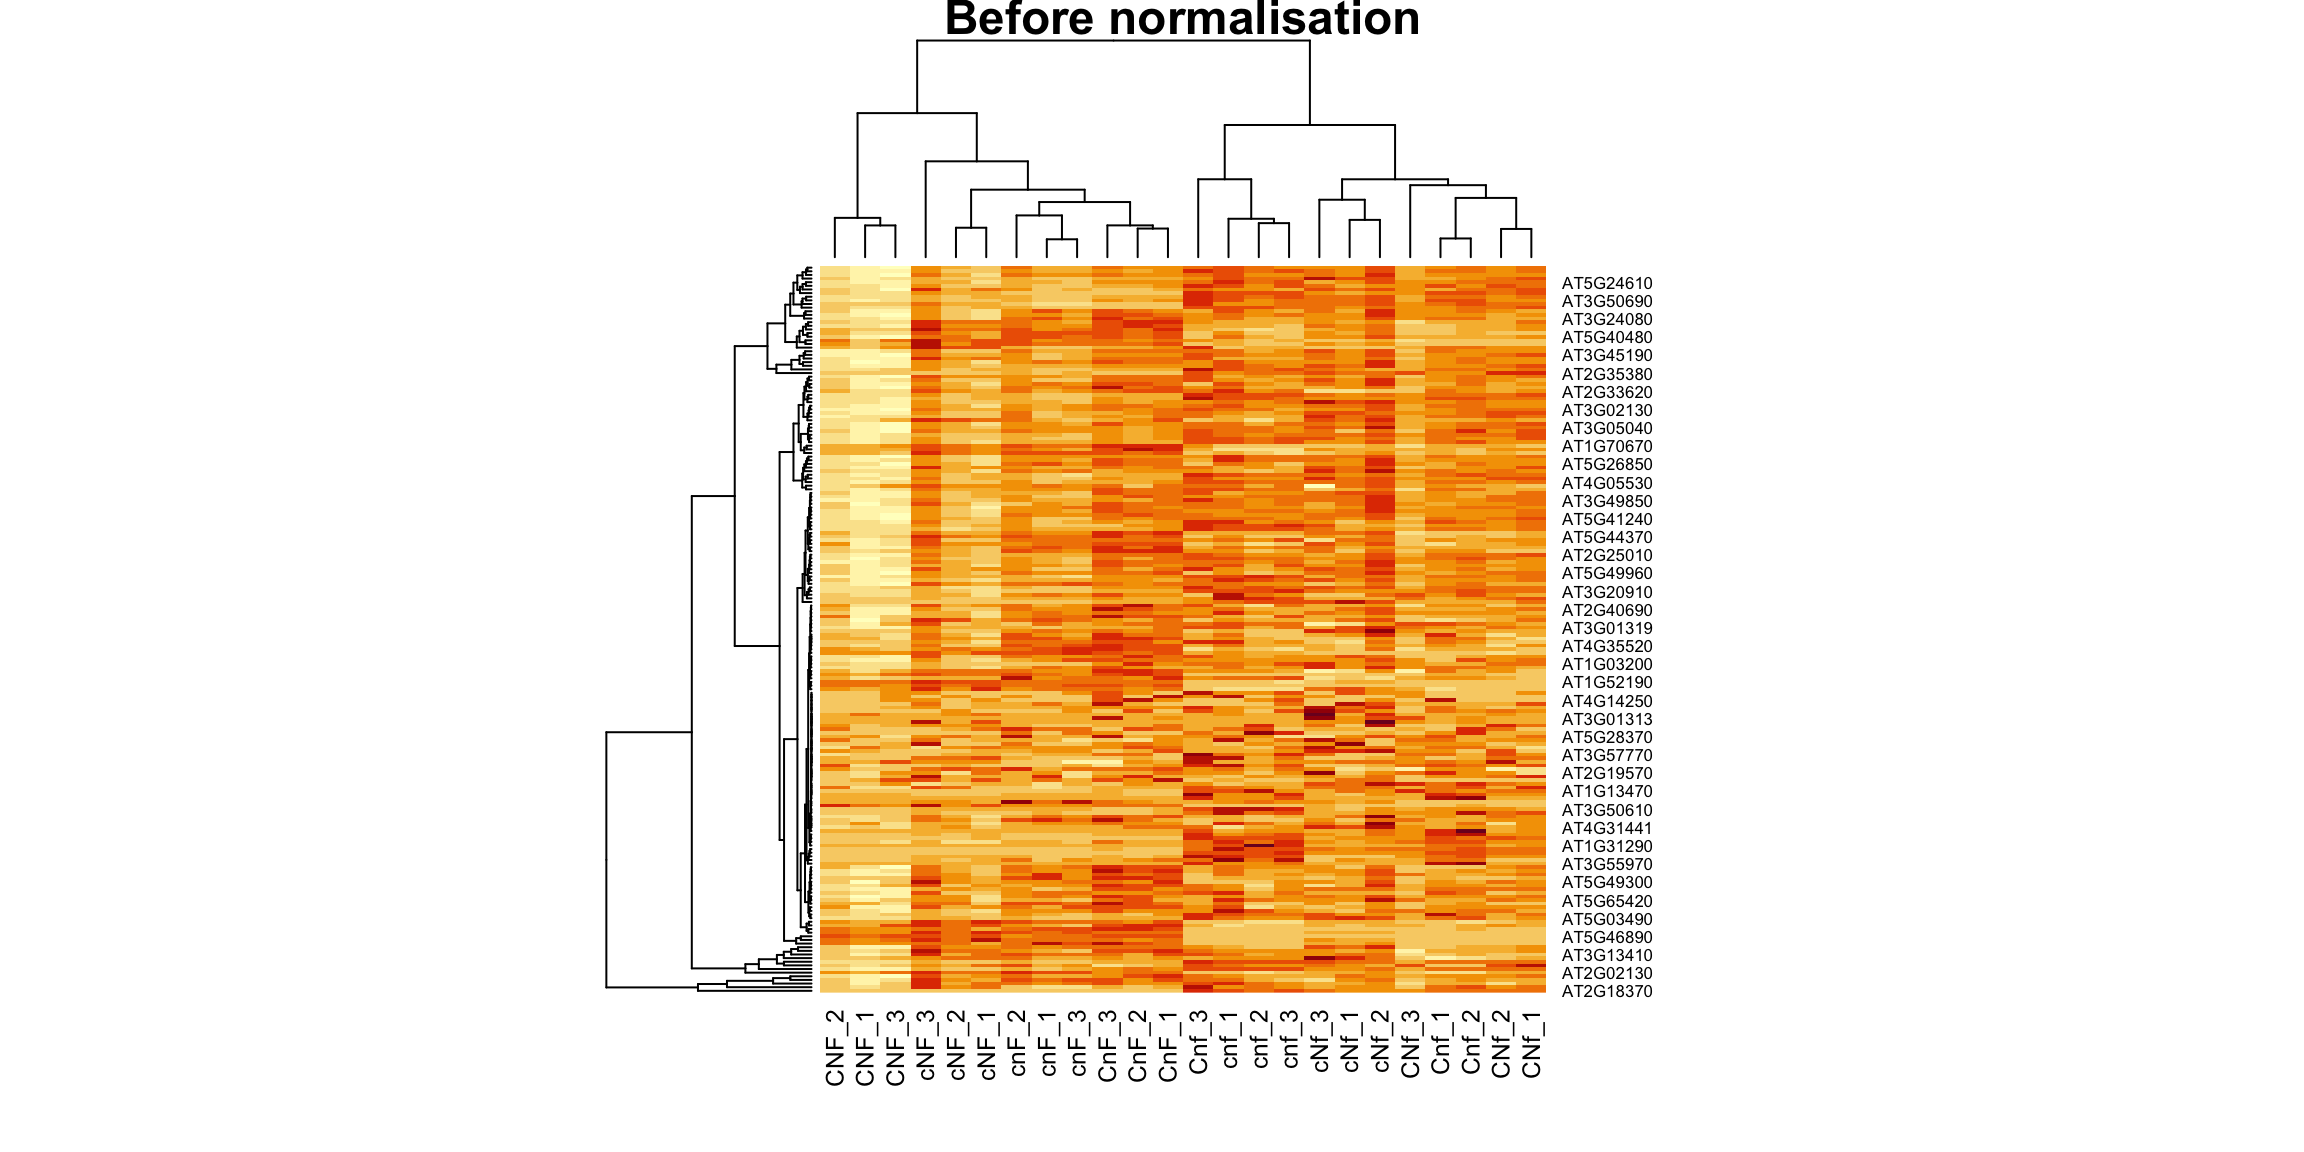 Before normalisation
AT5G24610
AT3G50690
AT3G24080
AT5G40480
AT3G45190
AT2G35380
AT2G33620
AT3G02130
AT3G05040
AT1G70670
AT5G26850
AT4G05530
AT3G49850
AT5G41240
AT5G44370
AT2G25010
AT5G49960
AT3G20910
AT2G40690
AT3G01319
AT4G35520
AT1G03200
AT1G52190
AT4G14250
AT3G01313
AT5G28370
AT3G57770
AT2G19570
AT1G13470
AT3G50610
AT4G31441
AT1G31290
AT3G55970
AT5G49300
AT5G65420
AT5G03490
AT5G46890
AT3G13410
AT2G02130
AT2G18370
CNF_2
CNF_1
CNF_3
cNF_3
cNF_2
cNF_1
cnF_2
cnF_1
cnF_3
CnF_3
CnF_2
CnF_1
Cnf_3
cnf_1
cnf_2
cnf_3
cNf_3
cNf_1
cNf_2
CNf_3
Cnf_1
Cnf_2
CNf_2
CNf_1